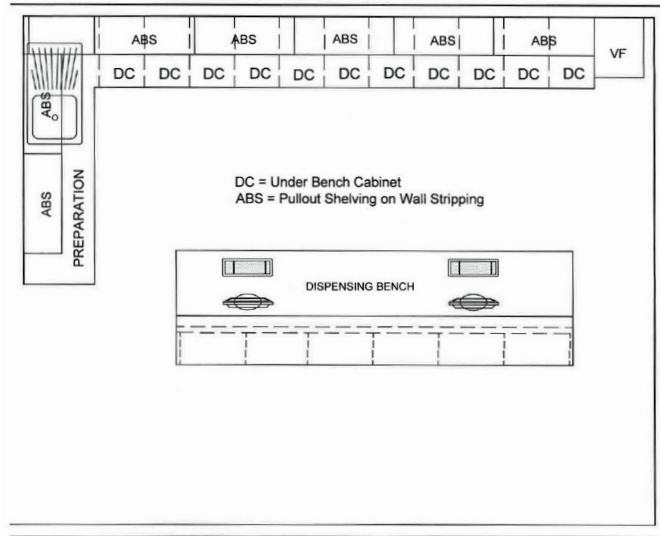 ABS ABS ABS ABS ABS VF
DC DC DC DC DC DC DC DC DC DC DC
ABS
ABS
PREPARATION
DC = Under Bench Cabinet
ABS = Pullout Shelving on Wall Stripping
DISPENSING BENCH